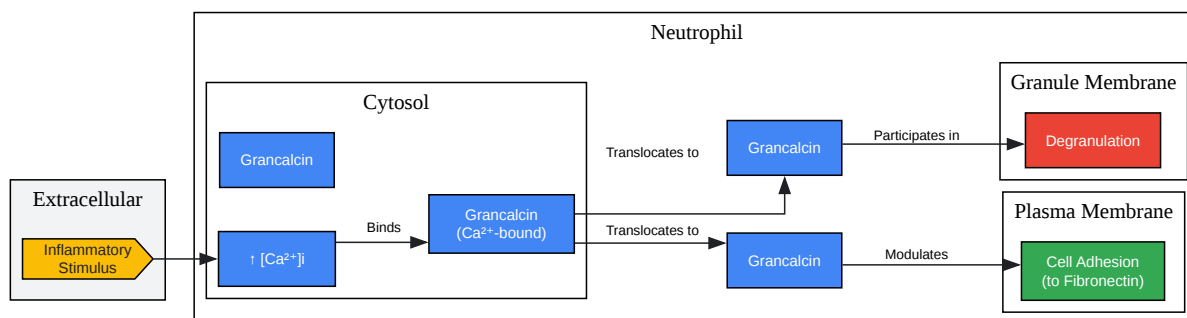 Neutrophil
Cytosol
Granule Membrane
Grancalcin
Translocates to
Grancalcin
Participates in
Degranulation
Extracellular
Inflammatory
Stimulus
↑ [Ca²⁺]i
Binds
Grancalcin
(Ca²⁺-bound)
Translocates to
Grancalcin
Modulates
Plasma Membrane
Cell Adhesion
(to Fibronectin)